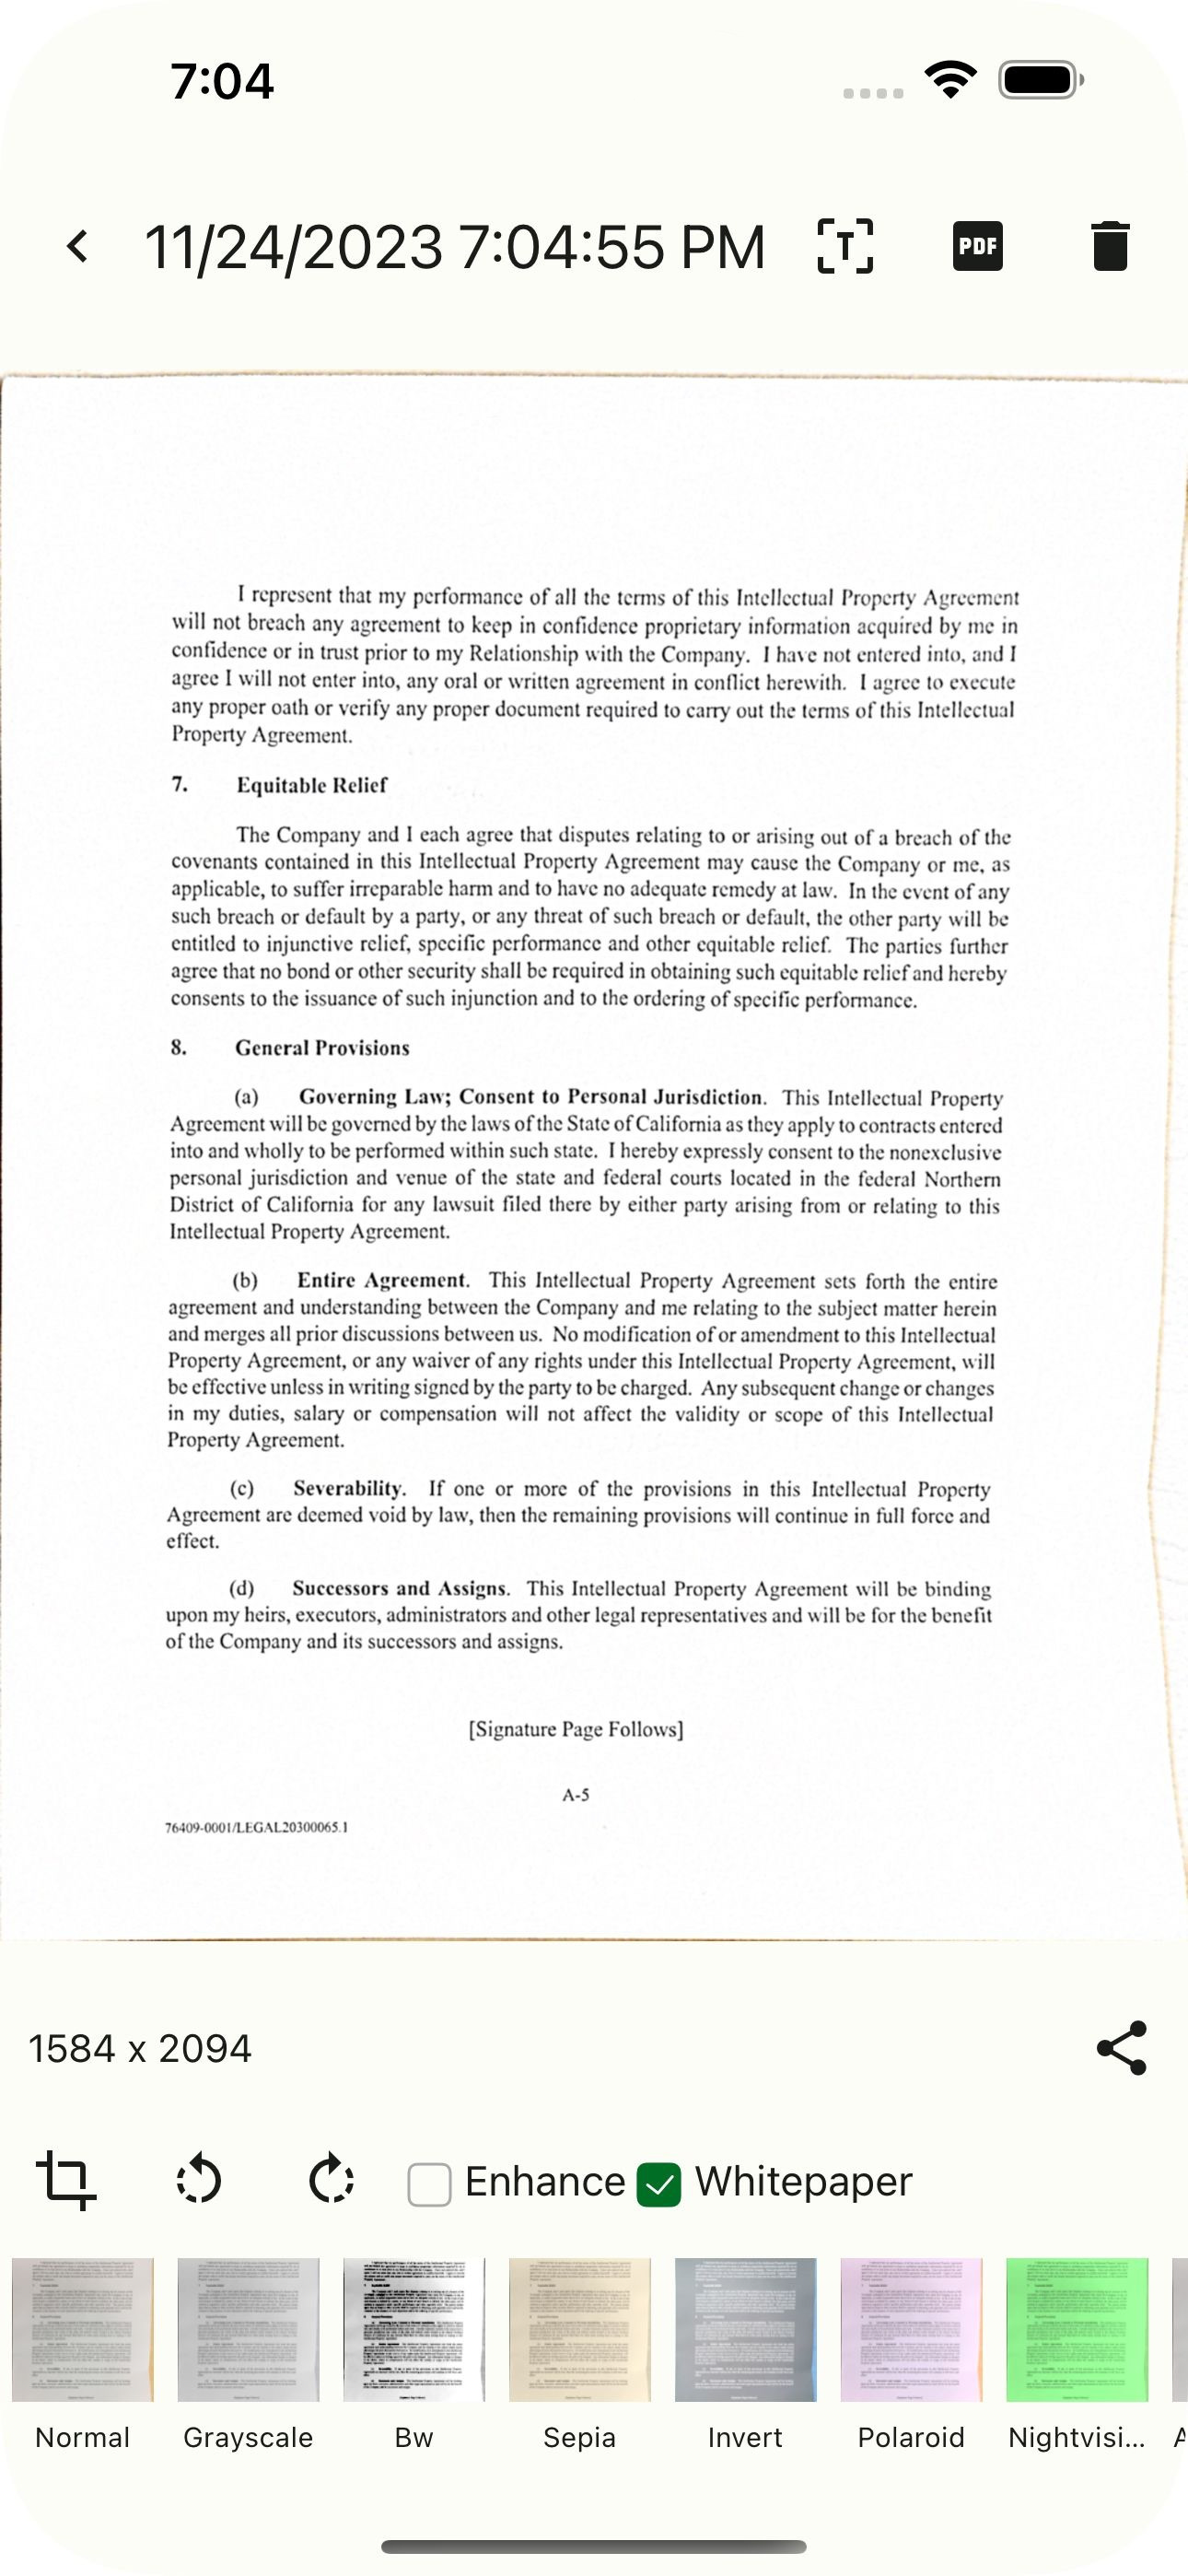 7:04
11/24/2023 7:04:55 PM
T
PDF
I represent that my performance of all the terms of this Intellectual Property Agreement
will not breach any agreement to keep in confidence proprietary information acquired by me in
confidence or in trust prior to my Relationship with the Company. I have not entered into, and I
agree I will not enter into, any oral or written agreement in conflict herewith. I agree to execute
any proper oath or verify any proper document required to carry out the terms of this Intellectual
Property Agreement.
7. Equitable Relief
The Company and I each agree that disputes relating to or arising out of a breach of the
covenants contained in this Intellectual Property Agreement may cause the Company or me, as
applicable, to suffer irreparable harm and to have no adequate remedy at law. In the event of any
such breach or default by a party, or any threat of such breach or default, the other party will be
entitled to injunctive relief, specific performance and other equitable relief. The parties further
agree that no bond or other security shall be required in obtaining such equitable relief and hereby
consents to the issuance of such injunction and to the ordering of specific performance.
8. General Provisions
(a) Governing Law; Consent to Personal Jurisdiction. This Intellectual Property
Agreement will be governed by the laws of the State of California as they apply to contracts entered
into and wholly to be performed within such state. I hereby expressly consent to the nonexclusive
personal jurisdiction and venue of the state and federal courts located in the federal Northern
District of California for any lawsuit filed there by either party arising from or relating to this
Intellectual Property Agreement.
(b) Entire Agreement. This Intellectual Property Agreement sets forth the entire
agreement and understanding between the Company and me relating to the subject matter herein
and merges all prior discussions between us. No modification of or amendment to this Intellectual
Property Agreement, or any waiver of any rights under this Intellectual Property Agreement, will
be effective unless in writing signed by the party to be charged. Any subsequent change or changes
in my duties, salary or compensation will not affect the validity or scope of this Intellectual
Property Agreement.
(c) Severability. If one or more of the provisions in this Intellectual Property
Agreement are deemed void by law, then the remaining provisions will continue in full force and
effect.
(d) Successors and Assigns. This Intellectual Property Agreement will be binding
upon my heirs, executors, administrators and other legal representatives and will be for the benefit
of the Company and its successors and assigns.
[Signature Page Follows]
A-5
76409-0001/LEGAL20300065.1
1584 x 2094
Enhance Whitepaper
Normal Grayscale Bw Sepia Invert Polaroid Nightvisi...